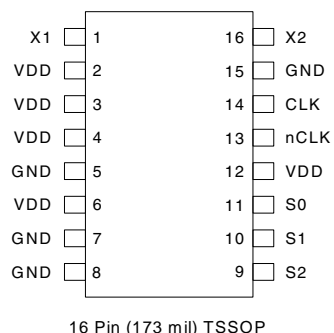 X1 1 16 X2
VDD 2 15 GND
VDD 3 14 CLK
VDD 4 13 nCLK
GND 5 12 VDD
VDD 6 11 S0
GND 7 10 S1
GND 8 9 S2
16 Pin (173 mil) TSSOP